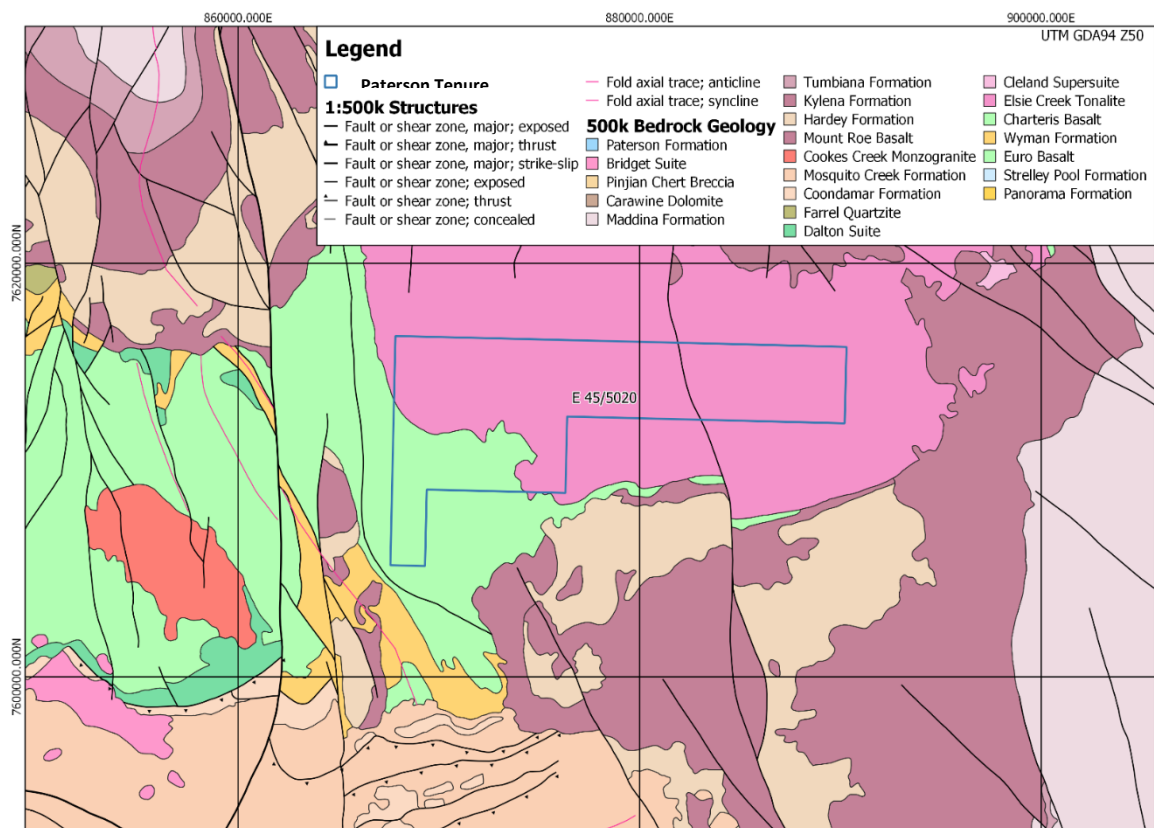 860000.000E
880000.000E
900000.000E
UTM GDA94 Z50
Legend
Paterson Tenure
1:500k Structures
Fault or shear zone, major; exposed
Fault or shear zone, major; thrust
Fault or shear zone, major; strike-slip
Fault or shear zone; exposed
Fault or shear zone; thrust
Fault or shear zone; concealed
Fold axial trace; anticline
Fold axial trace; syncline
500k Bedrock Geology
Paterson Formation
Bridget Suite
Pinjian Chert Breccia
Carawine Dolomite
Maddina Formation
Tumbiana Formation
Kylena Formation
Hardey Formation
Mount Roe Basalt
Cookes Creek Monzogranite
Mosquito Creek Formation
Coondamar Formation
Farrel Quartzite
Dalton Suite
Cleland Supersuite
Elsie Creek Tonalite
Charteris Basalt
Wyman Formation
Euro Basalt
Strelley Pool Formation
Panorama Formation
7620000.000N
E 45/5020
7600000.000N